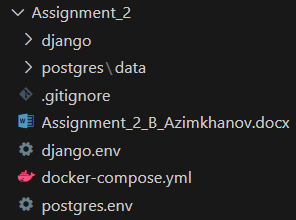 Assignment_2
django
postgres\data
.gitignore
Assignment_2_B_Azimkhanov.docx
django.env
docker-compose.yml
postgres.env